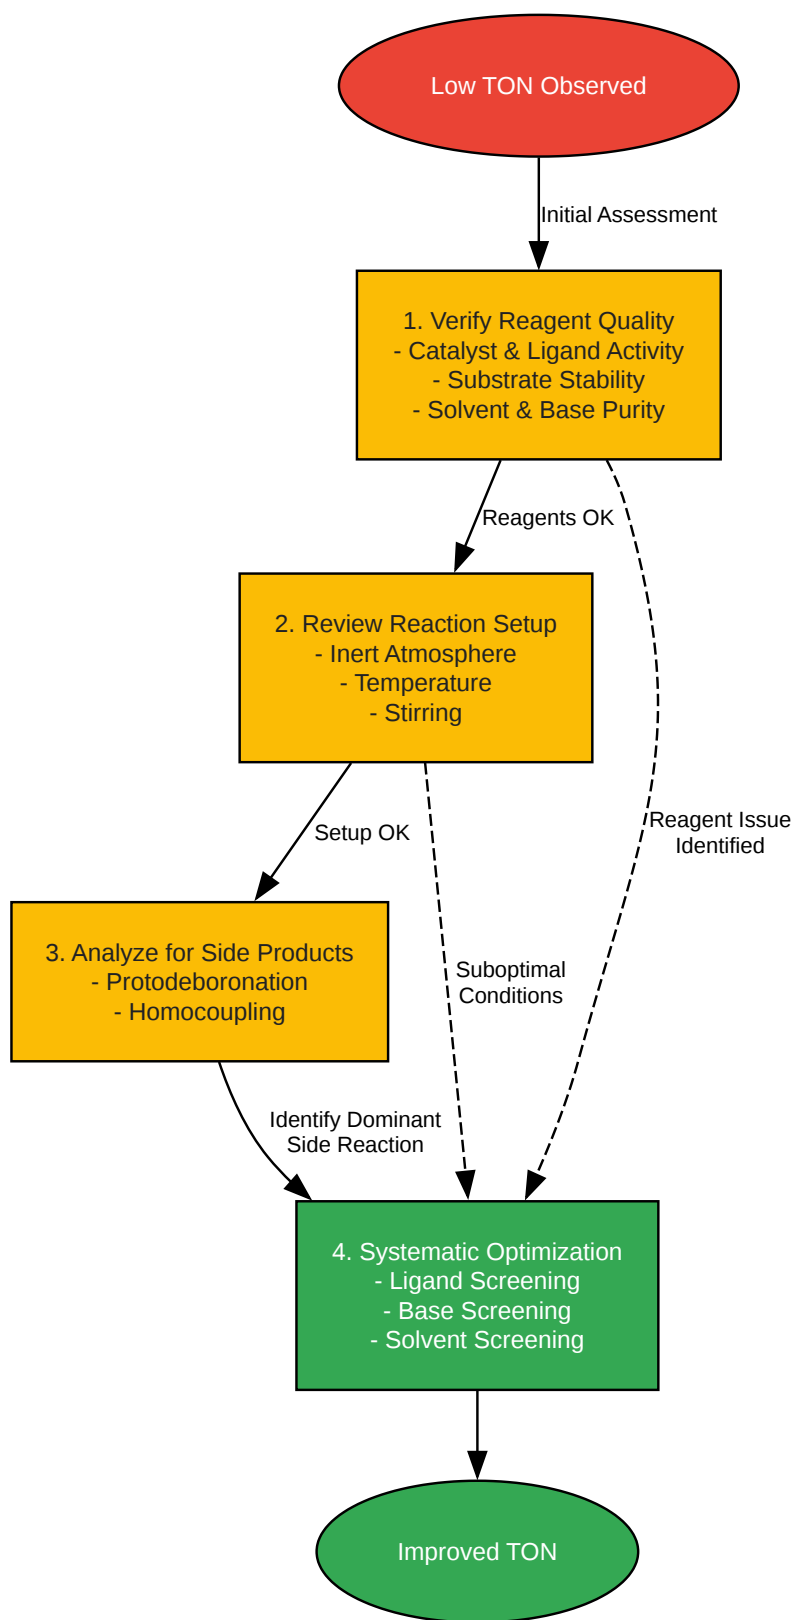 Low TON Observed
Initial Assessment
1. Verify Reagent Quality
- Catalyst & Ligand Activity
- Substrate Stability
- Solvent & Base Purity
Reagents OK
2. Review Reaction Setup
- Inert Atmosphere
- Temperature
- Stirring
Reagent Issue
Identified
Setup OK
3. Analyze for Side Products
- Protodeboronation
- Homocoupling
Suboptimal
Conditions
Identify Dominant
Side Reaction
4. Systematic Optimization
- Ligand Screening
- Base Screening
- Solvent Screening
Improved TON